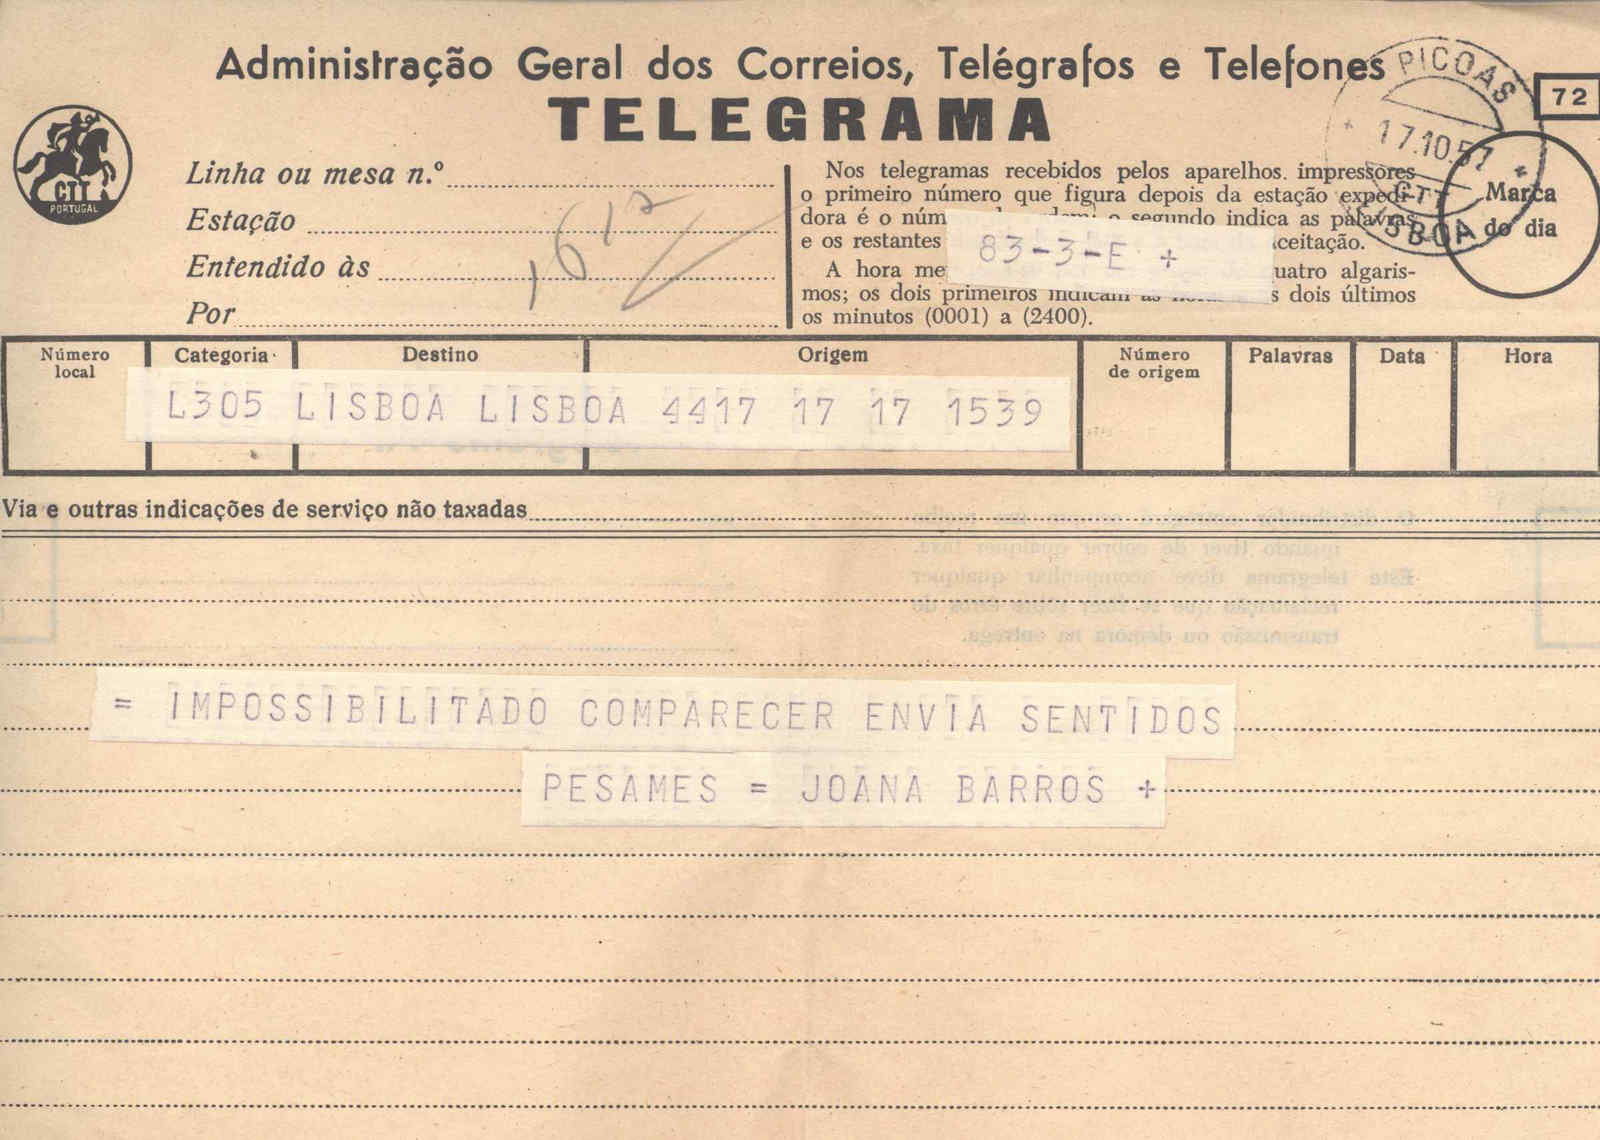 Administração Geral dos Correios, Telégrafos e Telefones
TELEGRAMA
PICOAS
17.10.57
CTT
LISBOA
72
Marca
do dia
CTT
PORTUGAL
Linha ou mesa n.º
Estação
Entendido às
Por
1617
Nos telegramas recebidos pelos aparelhos impressores
o primeiro número que figura depois da estação expedi-
dora é o núm o segundo indica as palavras
e os restantes ceitação.
A hora me uatro algaris-
mos; os dois primeiros indicam as s dois últimos
os minutos (0001) a (2400).
83-3-E +
Número local
Categoria
Destino
Origem
Número de origem
Palavras
Data
Hora
L305 LISBOA LISBOA 4417 17 17 1539
Via e outras indicações de serviço não taxadas
= IMPOSSIBILITADO COMPARECER ENVIA SENTIDOS
PESAMES = JOANA BARROS +